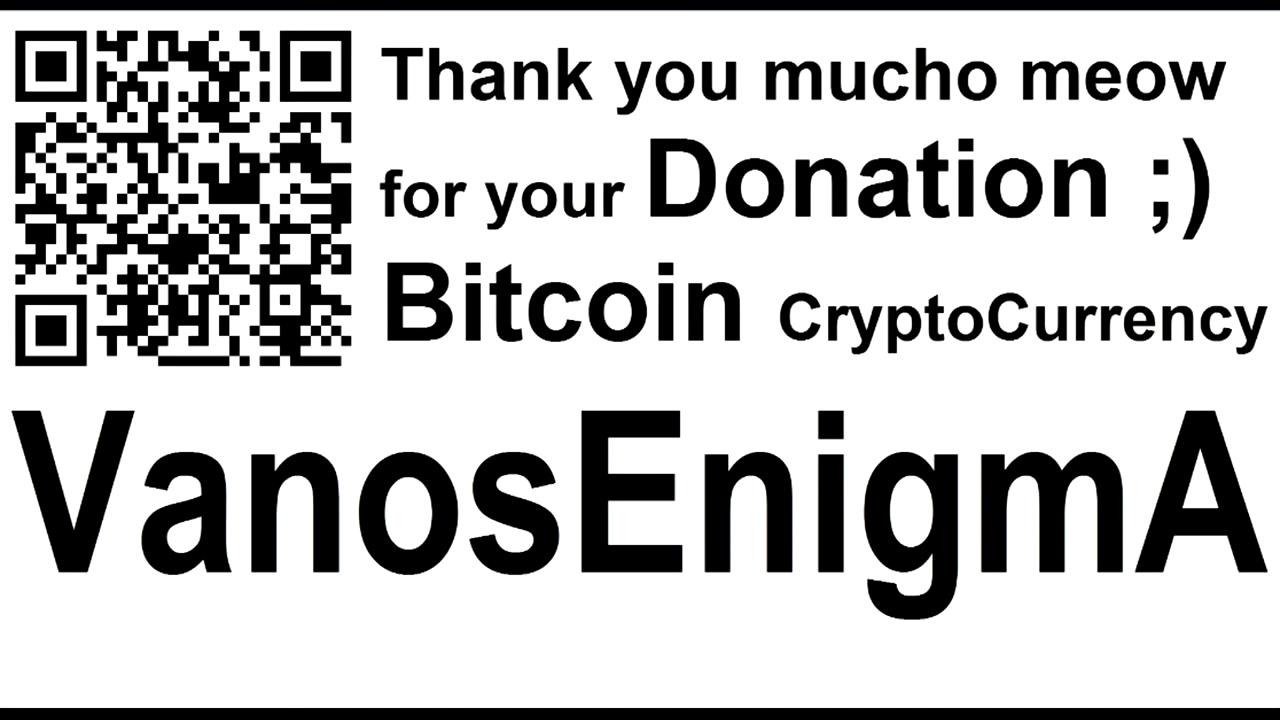 Thank you mucho meow
for your Donation ;)
Bitcoin CryptoCurrency
VanosEnigmA